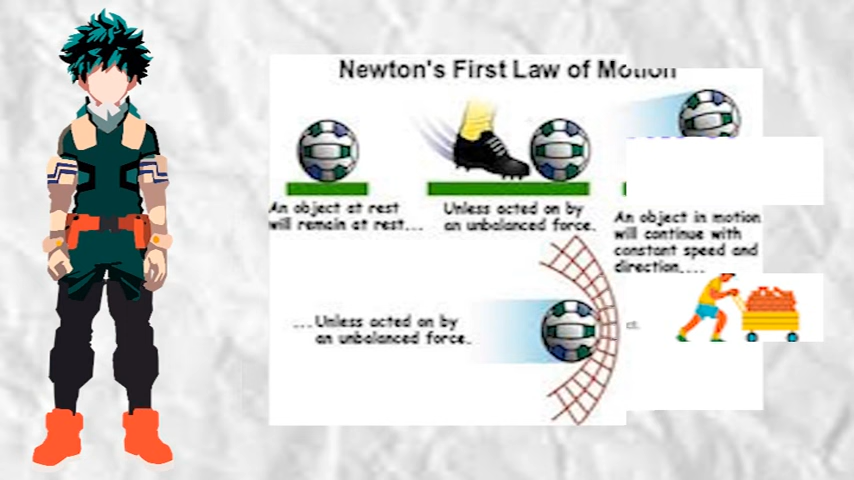 Newton's First Law of Motion
An object at rest
will remain at rest...
Unless acted on by
an unbalanced force.
An object in motion
will continue with
constant speed and
direction....
...Unless acted on by
an unbalanced force.
ct.